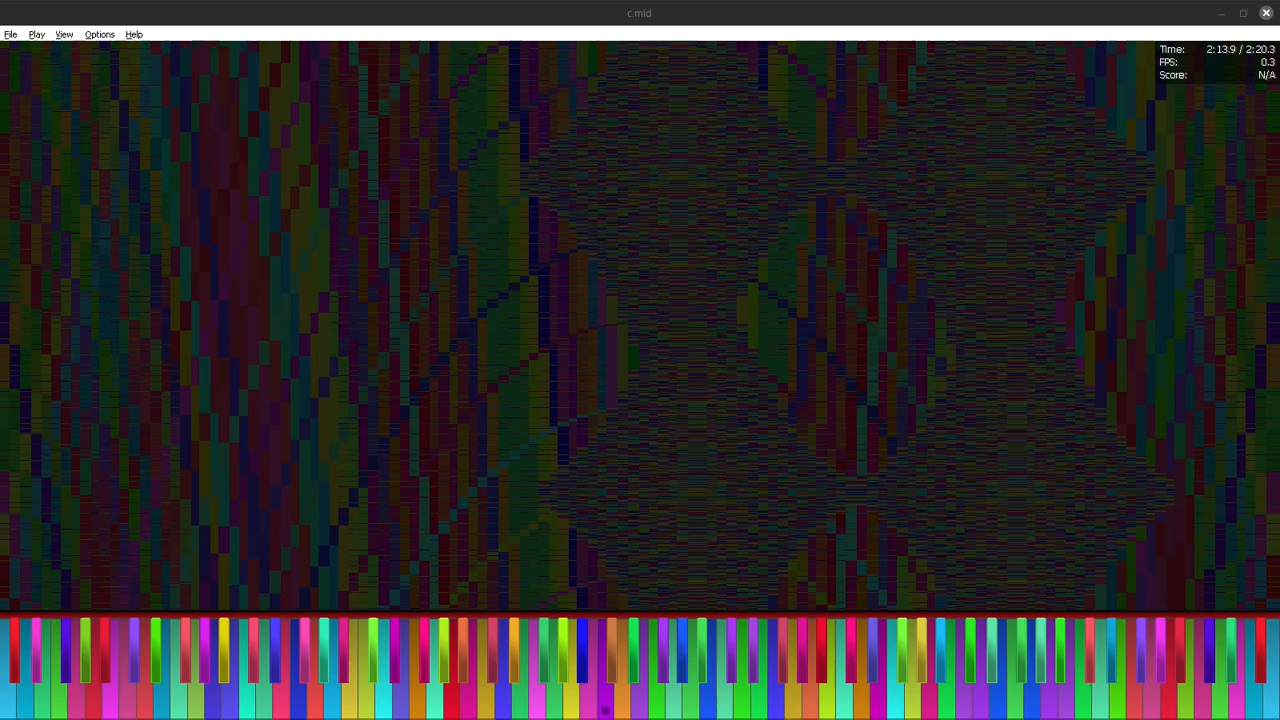 c.mid
File Play View Options Help
Time: 2:13.9 / 2:20.3
FPS: 0.3
Score: N/A